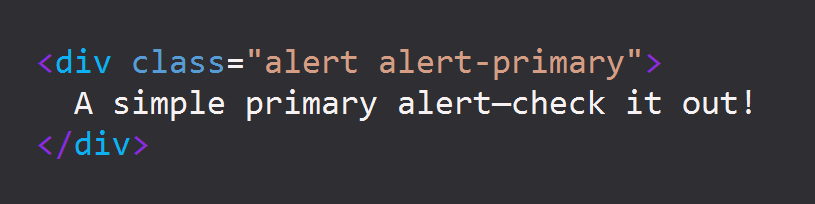 <div class="alert alert-primary">
  A simple primary alert—check it out!
</div>